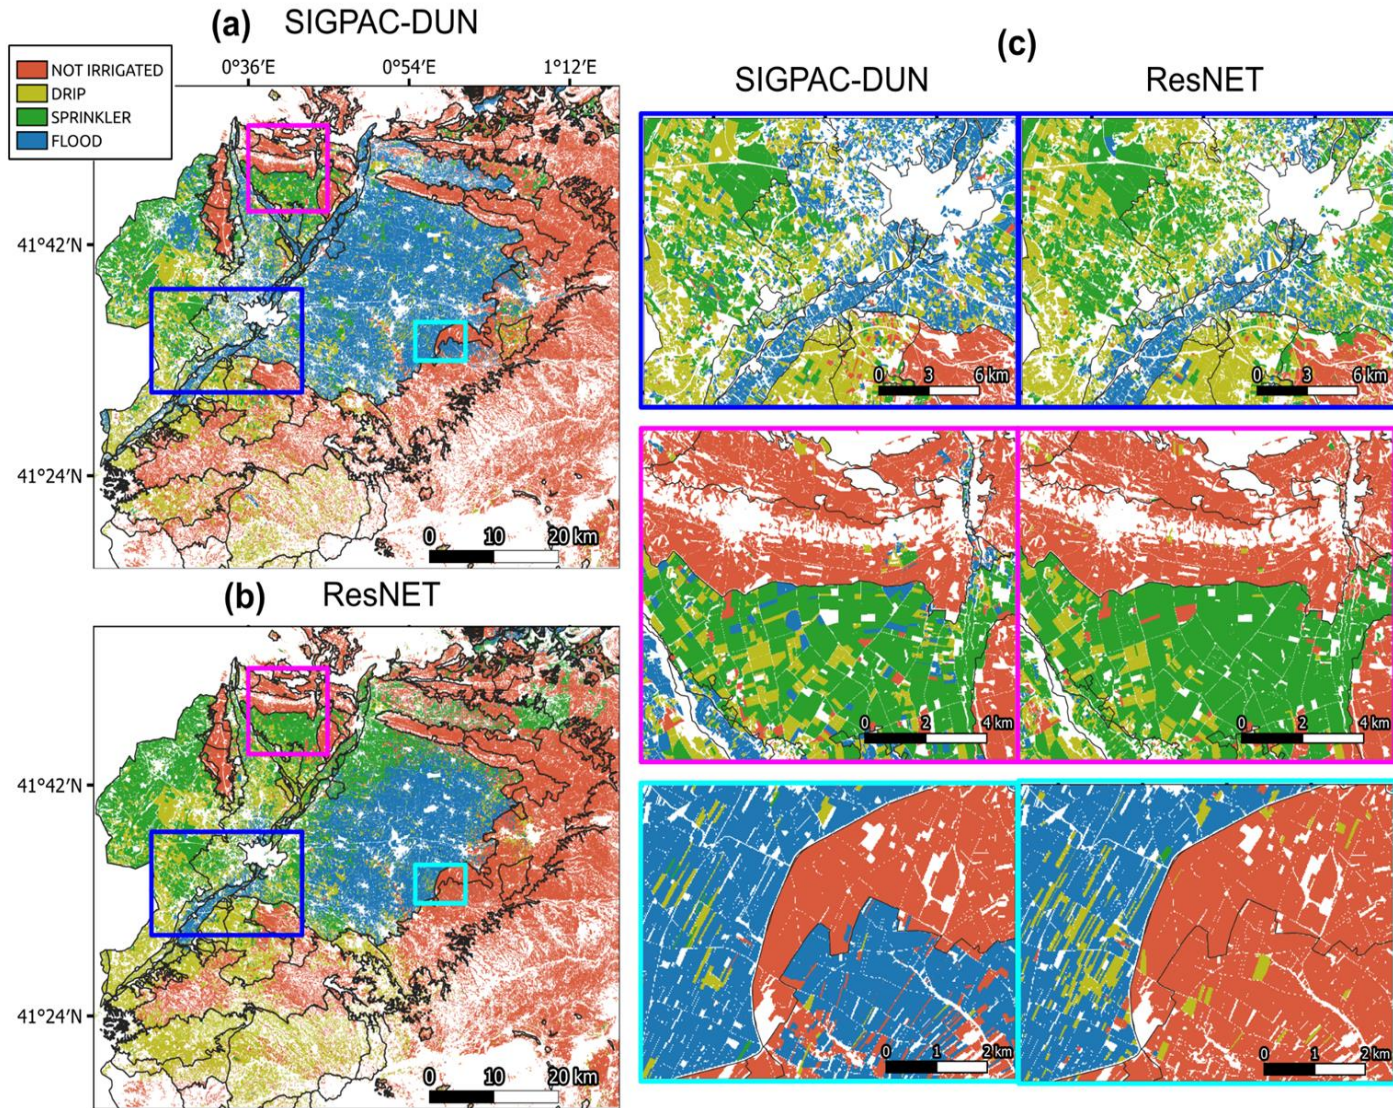 (a) SIGPAC-DUN
NOT IRRIGATED
DRIP
SPRINKLER
FLOOD
0°36'E 0°54'E 1°12'E
41°42'N
41°24'N
0 10 20 km
(b) ResNET
41°42'N
41°24'N
0 10 20 km
(c)
SIGPAC-DUN ResNET
0 3 6 km
0 3 6 km
0 2 4 km
0 2 4 km
0 1 2 km
0 1 2 km